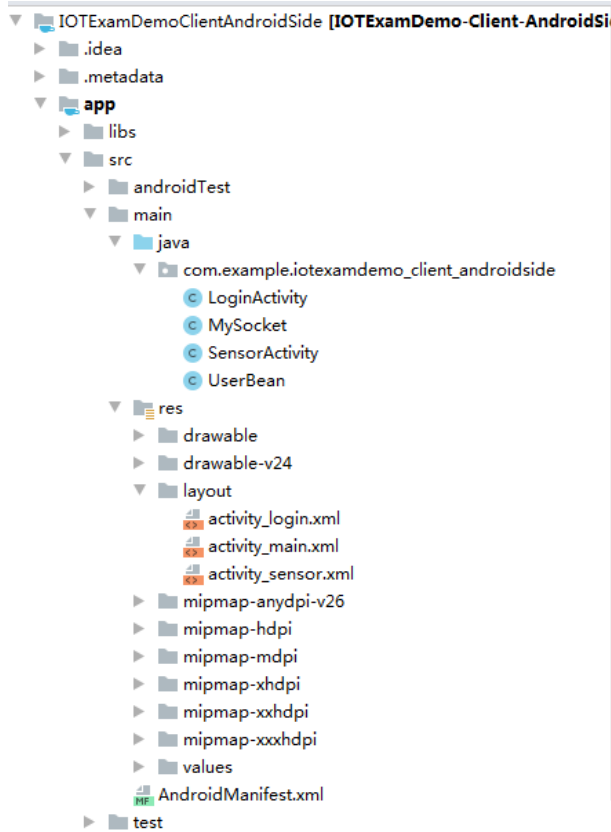 IOTExamDemoClientAndroidSide [IOTExamDemo-Client-AndroidSi
.idea
.metadata
app
libs
src
androidTest
main
java
com.example.iotexamdemo_client_androidside
C LoginActivity
C MySocket
C SensorActivity
C UserBean
res
drawable
drawable-v24
layout
activity_login.xml
activity_main.xml
activity_sensor.xml
mipmap-anydpi-v26
mipmap-hdpi
mipmap-mdpi
mipmap-xhdpi
mipmap-xxhdpi
mipmap-xxxhdpi
values
MF AndroidManifest.xml
test